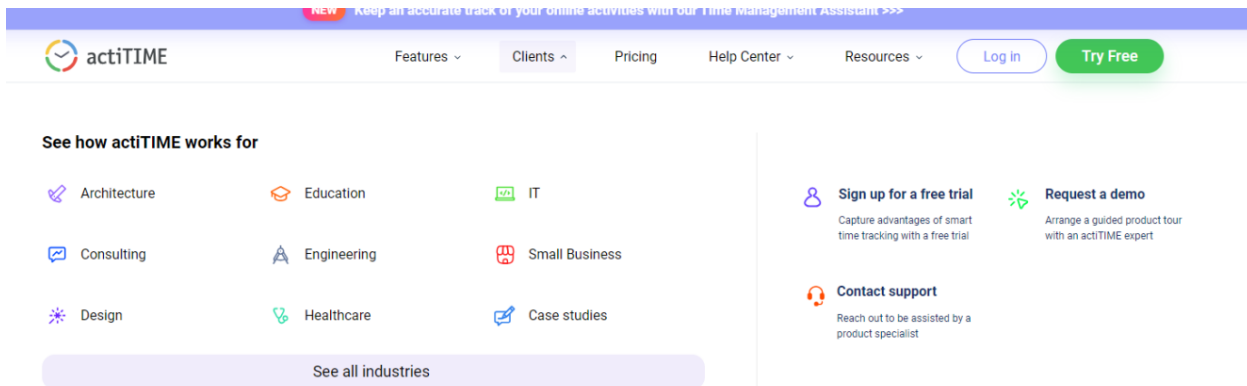 NEW Keep an accurate track of your online activities with our Time Management Assistant >>>
actiTIME Features Clients Pricing Help Center Resources Log in Try Free
See how actiTIME works for
Architecture Education IT
Consulting Engineering Small Business
Design Healthcare Case studies
See all industries
Sign up for a free trial
Capture advantages of smart
time tracking with a free trial
Request a demo
Arrange a guided product tour
with an actiTIME expert
Contact support
Reach out to be assisted by a
product specialist